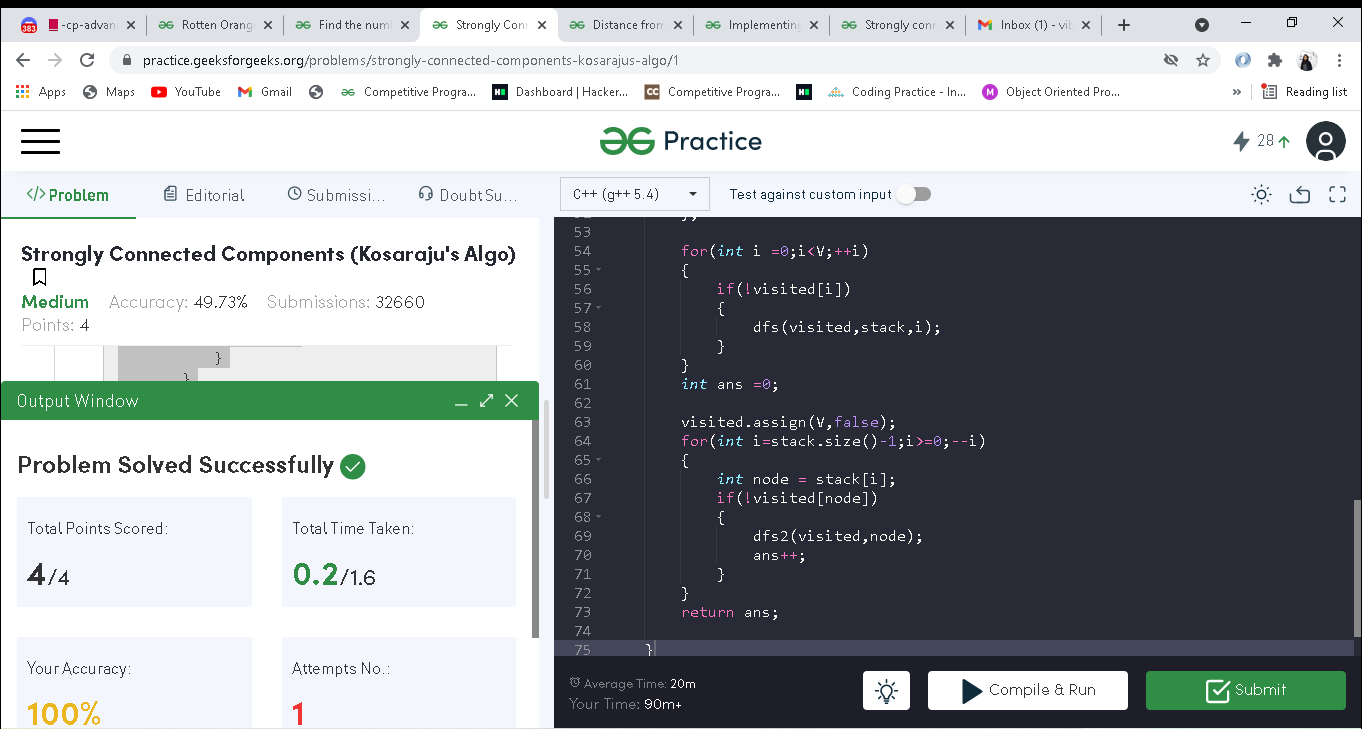 383 -cp-advan
Rotten Orang
Find the num
Strongly Conn
Distance from
Implementing
Strongly conn
Inbox (1) - vib
practice.geeksforgeeks.org/problems/strongly-connected-components-kosarajus-algo/1
Apps Maps YouTube Gmail Competitive Progra... Dashboard | Hacker... Competitive Progra... Coding Practice - In... Object Oriented Pro... » Reading list
Practice
28
</> Problem Editorial Submissi... Doubt Su...
C++ (g++ 5.4) Test against custom input
Strongly Connected Components (Kosaraju's Algo)
Medium Accuracy: 49.73% Submissions: 32660
Points: 4
}
}
Output Window
Problem Solved Successfully
Total Points Scored:
4/4
Total Time Taken:
0.2/1.6
Your Accuracy:
100%
Attempts No.:
1
53
54 for(int i =0;i<V;++i)
55 {
56 if(!visited[i])
57 {
58 dfs(visited,stack,i);
59 }
60 }
61 int ans =0;
62
63 visited.assign(V,false);
64 for(int i=stack.size()-1;i>=0;--i)
65 {
66 int node = stack[i];
67 if(!visited[node])
68 {
69 dfs2(visited,node);
70 ans++;
71 }
72 }
73 return ans;
74
75 }
Average Time: 20m
Your Time: 90m+
Compile & Run
Submit